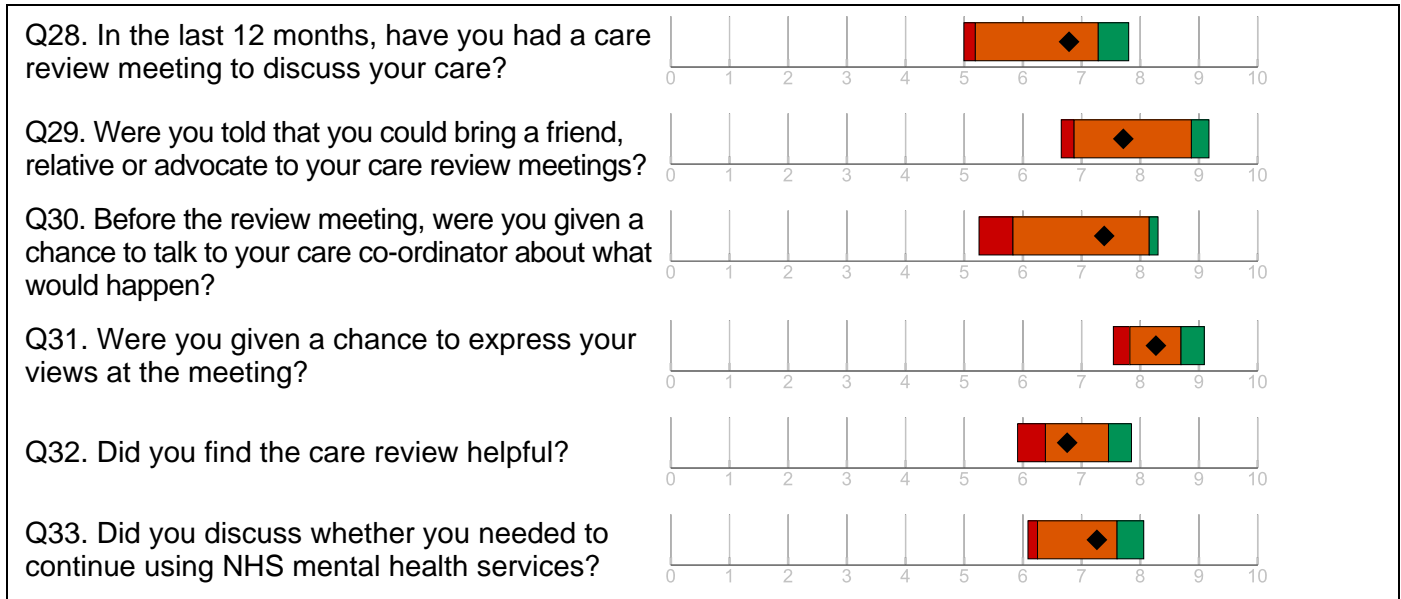 Q28. In the last 12 months, have you had a care
review meeting to discuss your care?
0 1 2 3 4 5 6 7 8 9 10
Q29. Were you told that you could bring a friend,
relative or advocate to your care review meetings?
0 1 2 3 4 5 6 7 8 9 10
Q30. Before the review meeting, were you given a
chance to talk to your care co-ordinator about what
would happen?
0 1 2 3 4 5 6 7 8 9 10
Q31. Were you given a chance to express your
views at the meeting?
0 1 2 3 4 5 6 7 8 9 10
Q32. Did you find the care review helpful?
0 1 2 3 4 5 6 7 8 9 10
Q33. Did you discuss whether you needed to
continue using NHS mental health services?
0 1 2 3 4 5 6 7 8 9 10